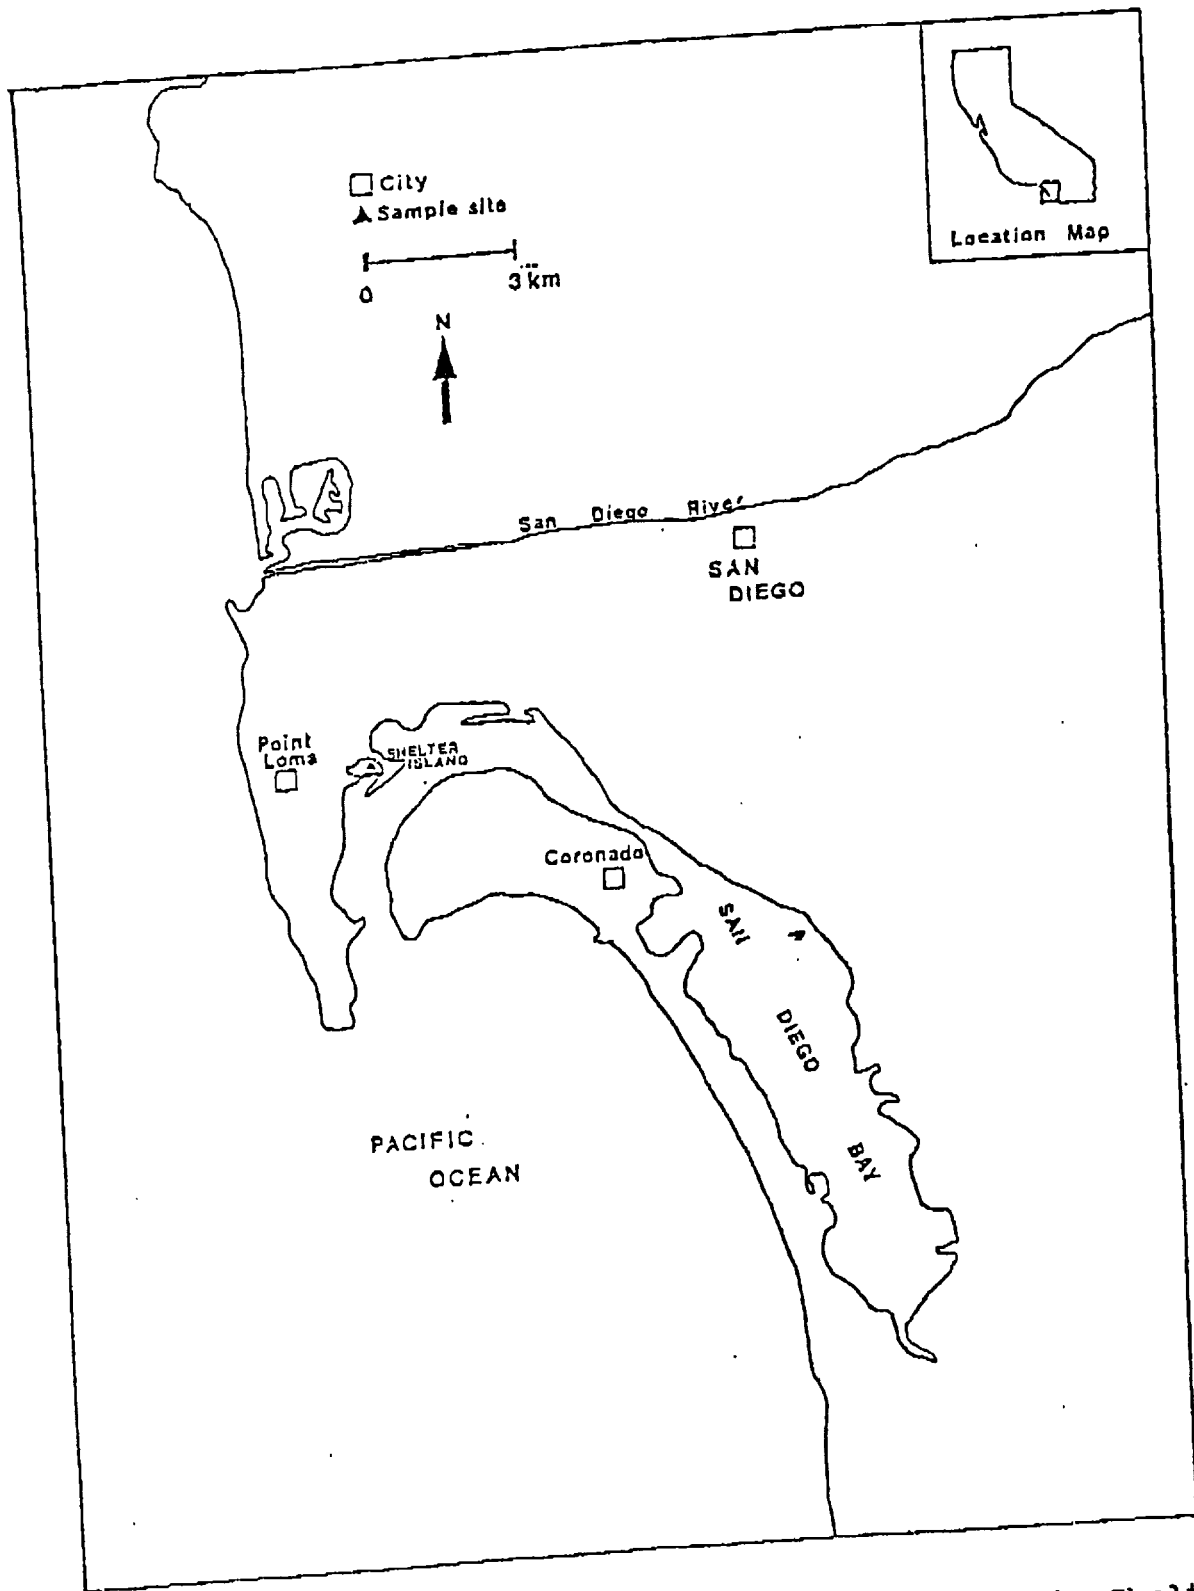 City
Sample site
0 3 km
N
Location Map
San Diego River
SAN
DIEGO
Point
Loma
SHELTER
ISLAND
Coronado
SAN
DIEGO
BAY
PACIFIC
OCEAN